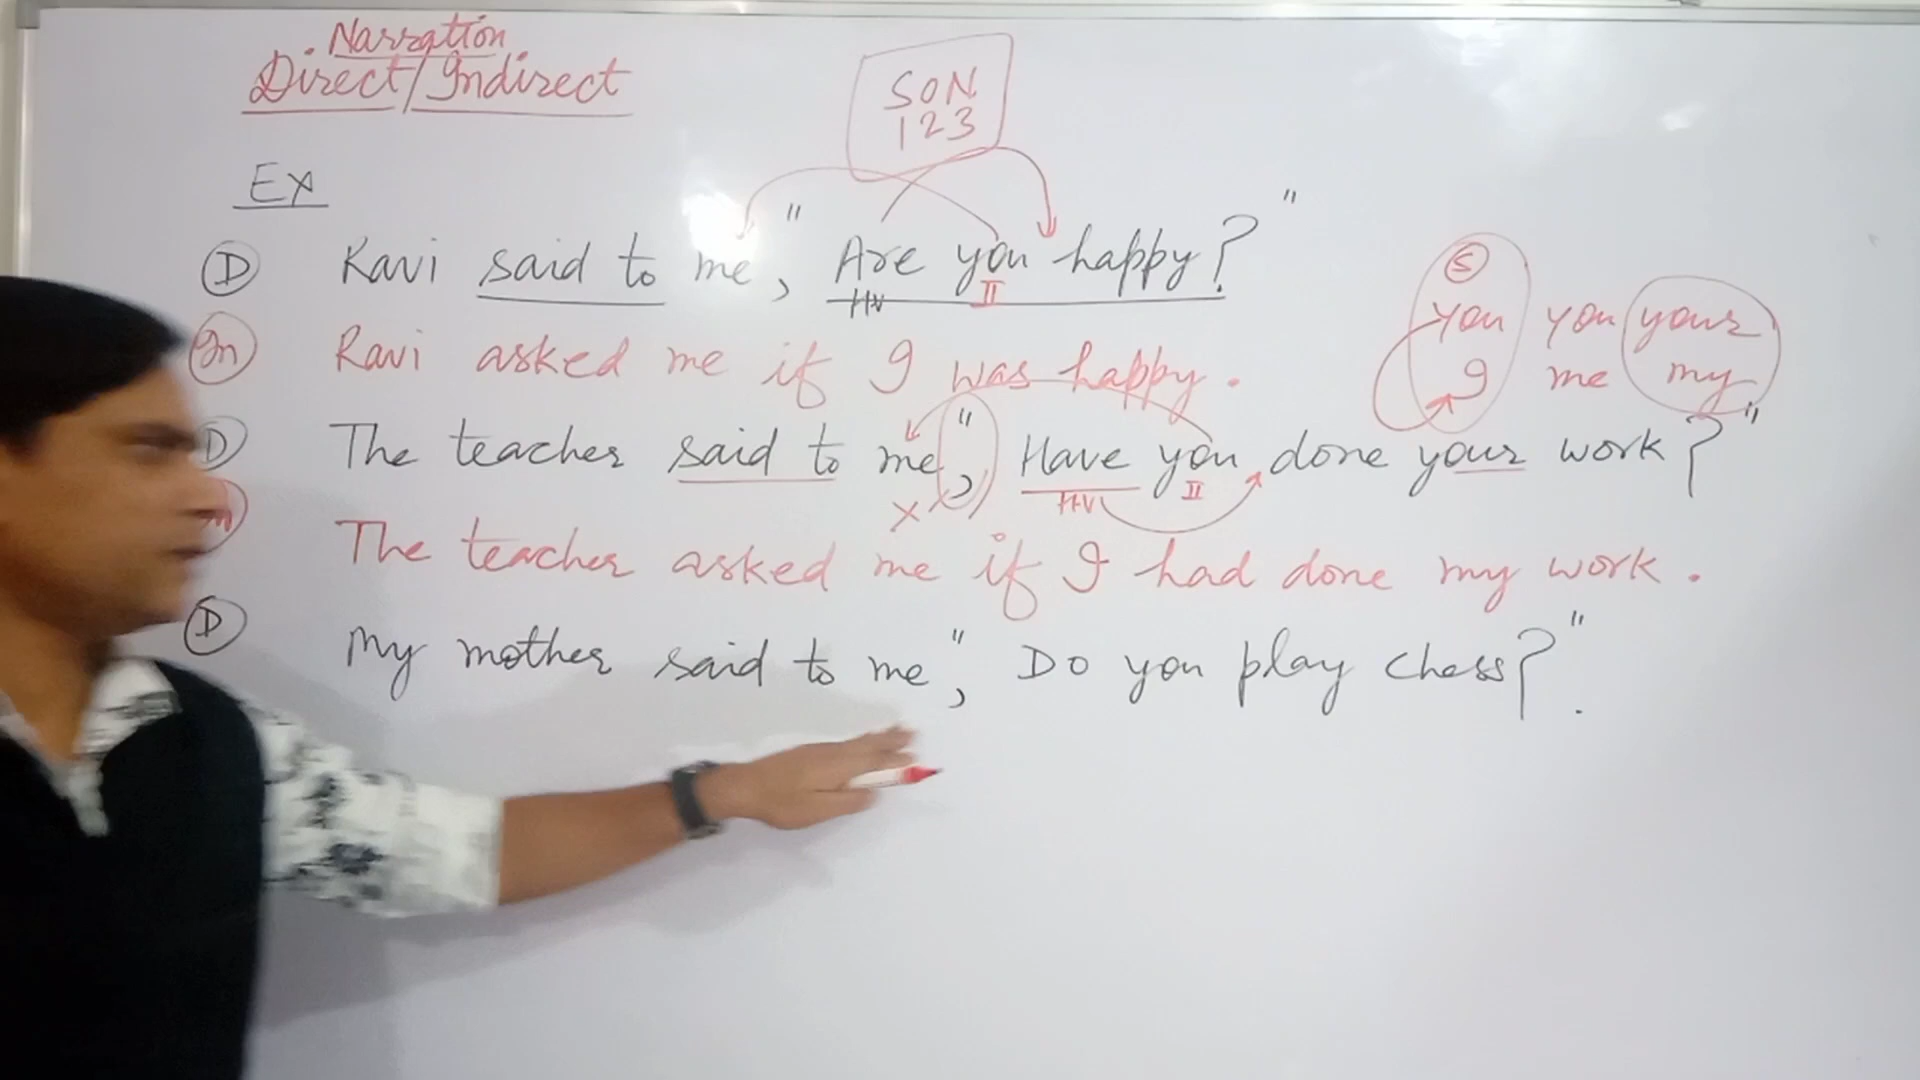 Narration
Direct/Indirect
SON
123
Ex
D Ravi said to me, "Are you happy?"
HV II
In Ravi asked me if I was happy.
S
you you your
I me my
D The teacher said to me," Have you done your work?"
x x HV II
The teacher asked me if I had done my work.
D My mother said to me", Do you play chess?".